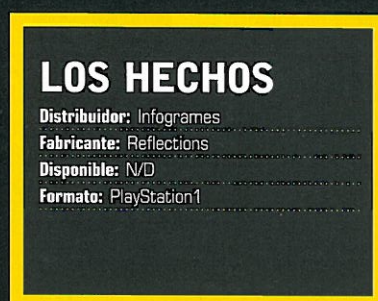 LOS HECHOS
Distribuidor: Infogrames
Fabricante: Reflections
Disponible: N/D
Formato: PlayStation1